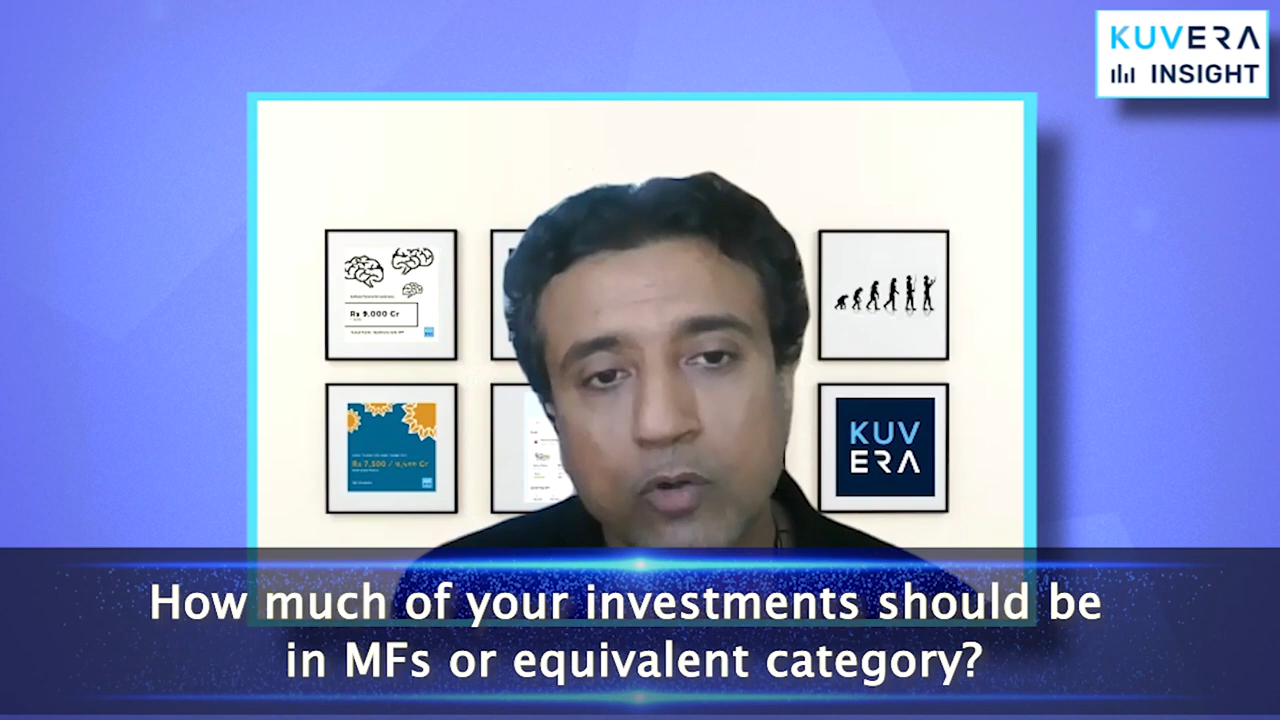 KUVERA
INSIGHT
Rs 9,000 Cr
KUV
ERA
How much of your investments should be
in MFs or equivalent category?